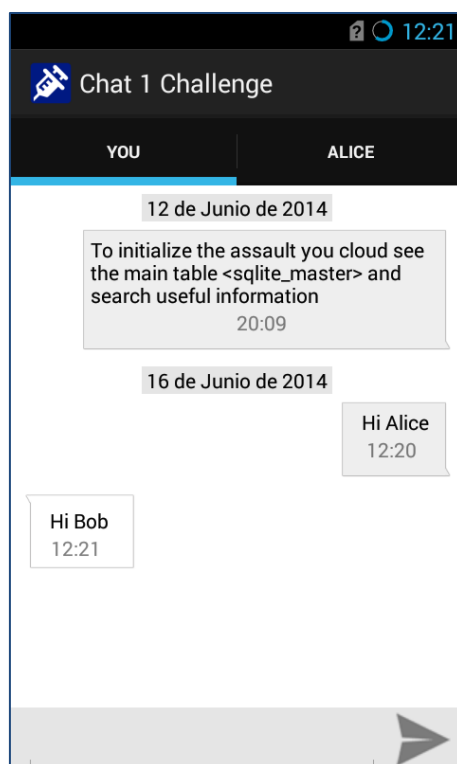 12:21
Chat 1 Challenge
YOU
ALICE
12 de Junio de 2014
To initialize the assault you cloud see
the main table <sqlite_master> and
search useful information
20:09
16 de Junio de 2014
Hi Alice
12:20
Hi Bob
12:21